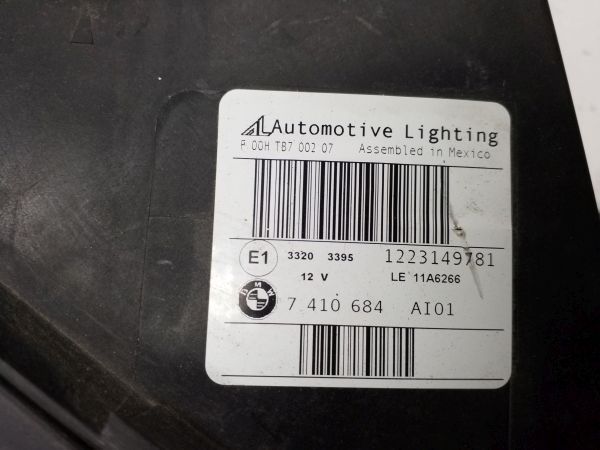 AL Automotive Lighting
P 00H TB7 002 07 Assembled in Mexico
E1 3320 3395 1223149781
12 V LE 11A6266
BMW 7 410 684 AI01